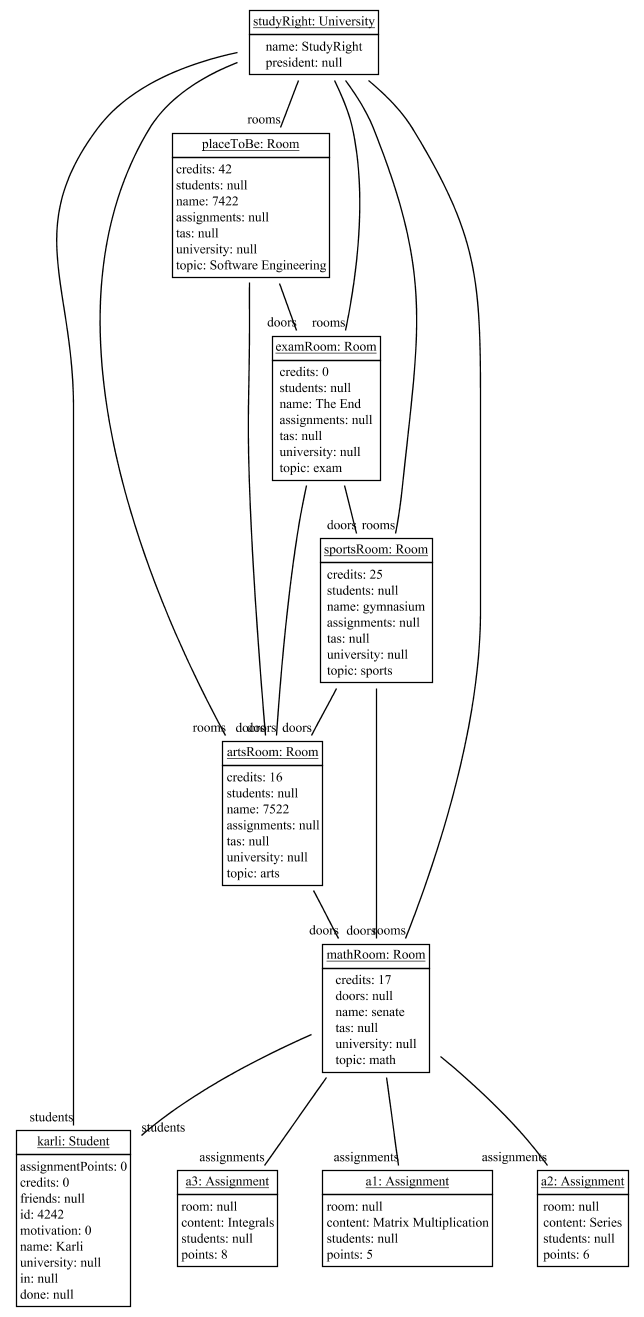 studyRight: University
name: StudyRight
president: null
rooms
placeToBe: Room
credits: 42
students: null
name: 7422
assignments: null
tas: null
university: null
topic: Software Engineering
doors rooms
examRoom: Room
credits: 0
students: null
name: The End
assignments: null
tas: null
university: null
topic: exam
doors rooms
sportsRoom: Room
credits: 25
students: null
name: gymnasium
assignments: null
tas: null
university: null
topic: sports
rooms doors doors doors
artsRoom: Room
credits: 16
students: null
name: 7522
assignments: null
tas: null
university: null
topic: arts
doors doors rooms
mathRoom: Room
credits: 17
doors: null
name: senate
tas: null
university: null
topic: math
students
students
karli: Student
assignmentPoints: 0
credits: 0
friends: null
id: 4242
motivation: 0
name: Karli
university: null
in: null
done: null
assignments
a3: Assignment
room: null
content: Integrals
students: null
points: 8
assignments
a1: Assignment
room: null
content: Matrix Multiplication
students: null
points: 5
assignments
a2: Assignment
room: null
content: Series
students: null
points: 6